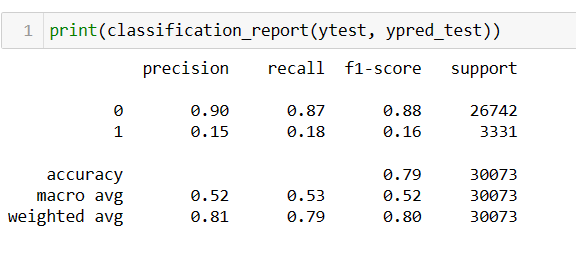 1 print(classification_report(ytest, ypred_test))
precision recall f1-score support
0 0.90 0.87 0.88 26742
1 0.15 0.18 0.16 3331
accuracy 0.79 30073
macro avg 0.52 0.53 0.52 30073
weighted avg 0.81 0.79 0.80 30073